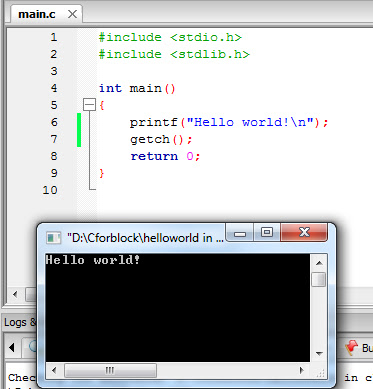 main.c
1 #include <stdio.h>
2 #include <stdlib.h>
3
4 int main()
5 {
6 printf("Hello world!\n");
7 getch();
8 return 0;
9 }
10
"D:\Cforblock\helloworld in ...
Hello world!
Logs &
Bu
in c